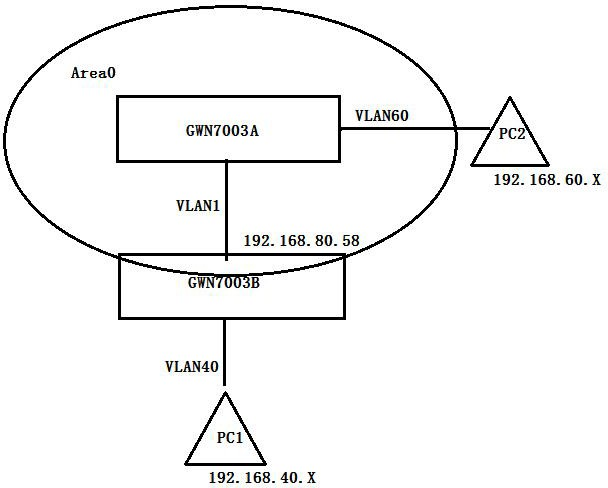 Area0
GWN7003A
VLAN60
PC2
192.168.60.X
VLAN1
192.168.80.58
GWN7003B
VLAN40
PC1
192.168.40.X